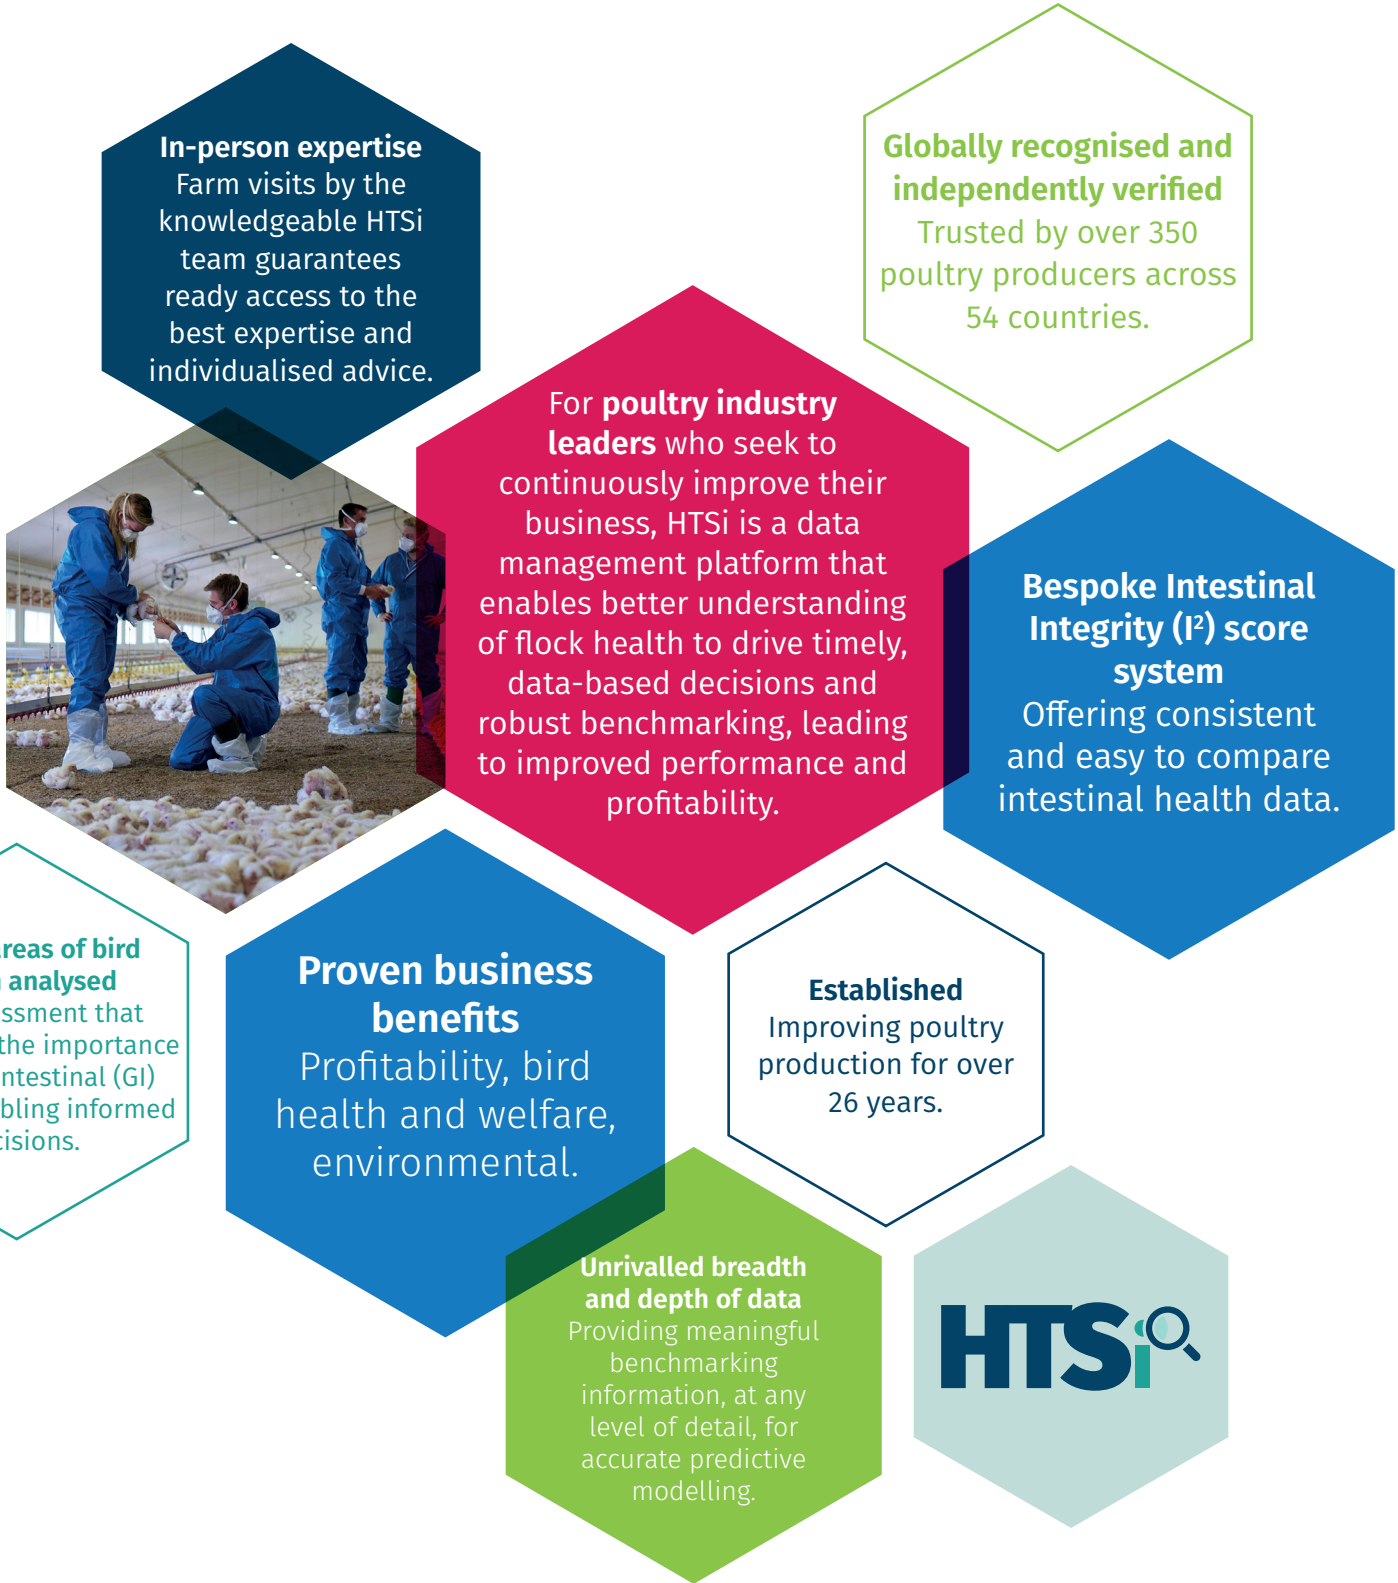 In-person expertise
Farm visits by the
knowledgeable HTSi
team guarantees
ready access to the
best expertise and
individualised advice.
Globally recognised and
independently verified
Trusted by over 350
poultry producers across
54 countries.
For poultry industry
leaders who seek to
continuously improve their
business, HTSi is a data
management platform that
enables better understanding
of flock health to drive timely,
data-based decisions and
robust benchmarking, leading
to improved performance and
profitability.
Bespoke Intestinal
Integrity (I²) score
system
Offering consistent
and easy to compare
intestinal health data.
of bird
analysed
that
the importance
(GI)
informed
Proven business
benefits
Profitability, bird
health and welfare,
environmental.
Established
Improving poultry
production for over
26 years.
Unrivalled breadth
and depth of data
Providing meaningful
benchmarking
information, at any
level of detail, for
accurate predictive
modelling.
HTSi